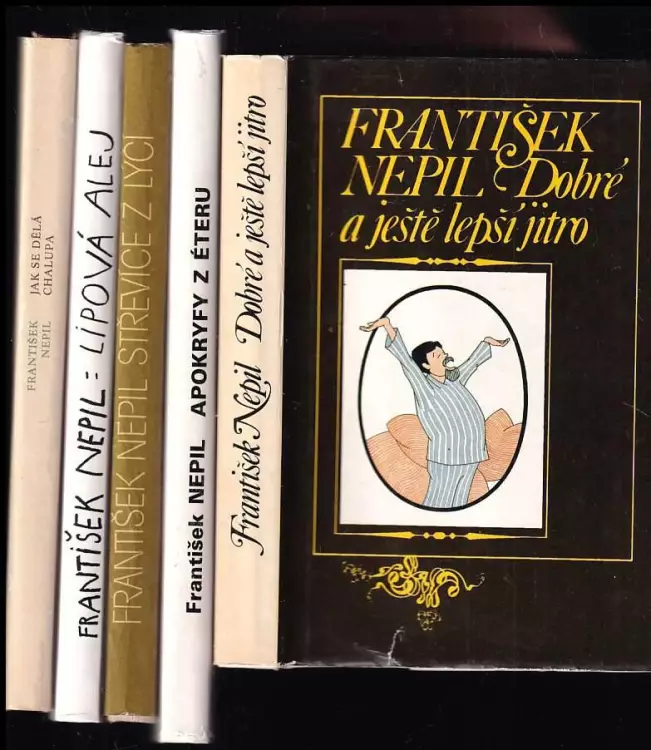 FRANTIŠEK
NEPIL
JAK SE DĚLÁ
CHALUPA
FRANTIŠEK NEPIL: LÍPOVÁ ALEJ
FRANTIŠEK NEPIL STŘEVÍCE Z LÝCÍ
František NEPIL APOKRYFY Z ÉTERU
František Nepil Dobré a ještě lepší jitro
FRANTIŠEK
NEPIL Dobré
a ještě lepší jitro